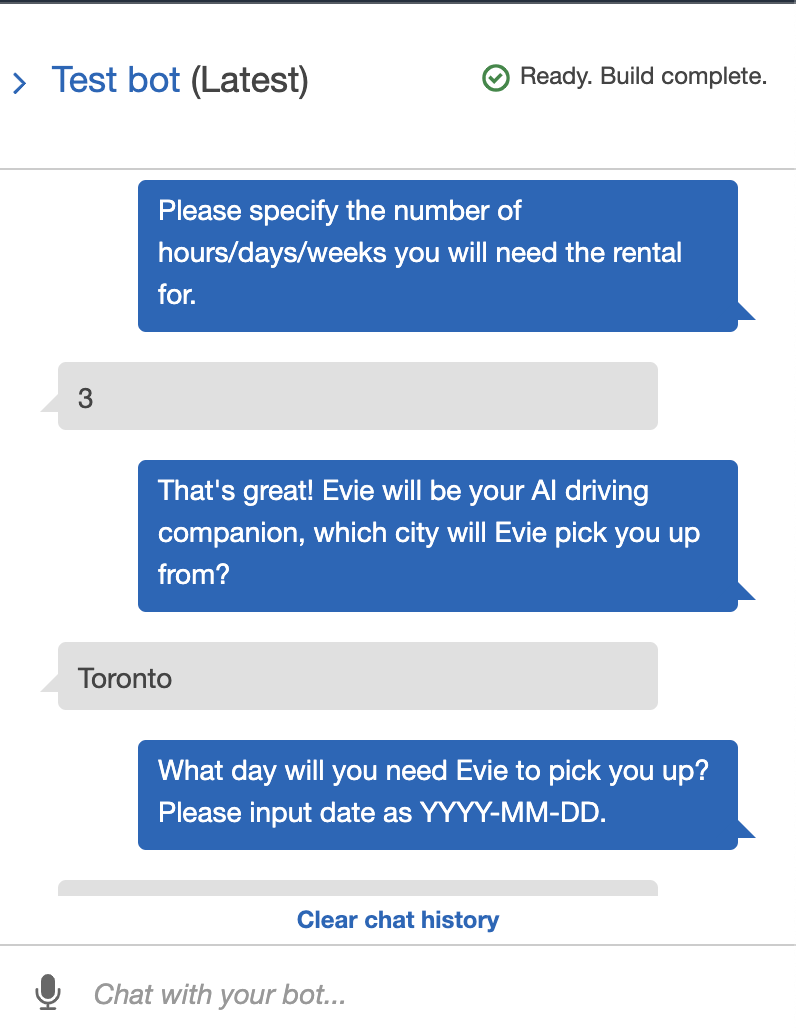 Test bot (Latest)
Ready. Build complete.
Please specify the number of
hours/days/weeks you will need the rental
for.
3
That's great! Evie will be your AI driving
companion, which city will Evie pick you up
from?
Toronto
What day will you need Evie to pick you up?
Please input date as YYYY-MM-DD.
Clear chat history
Chat with your bot...